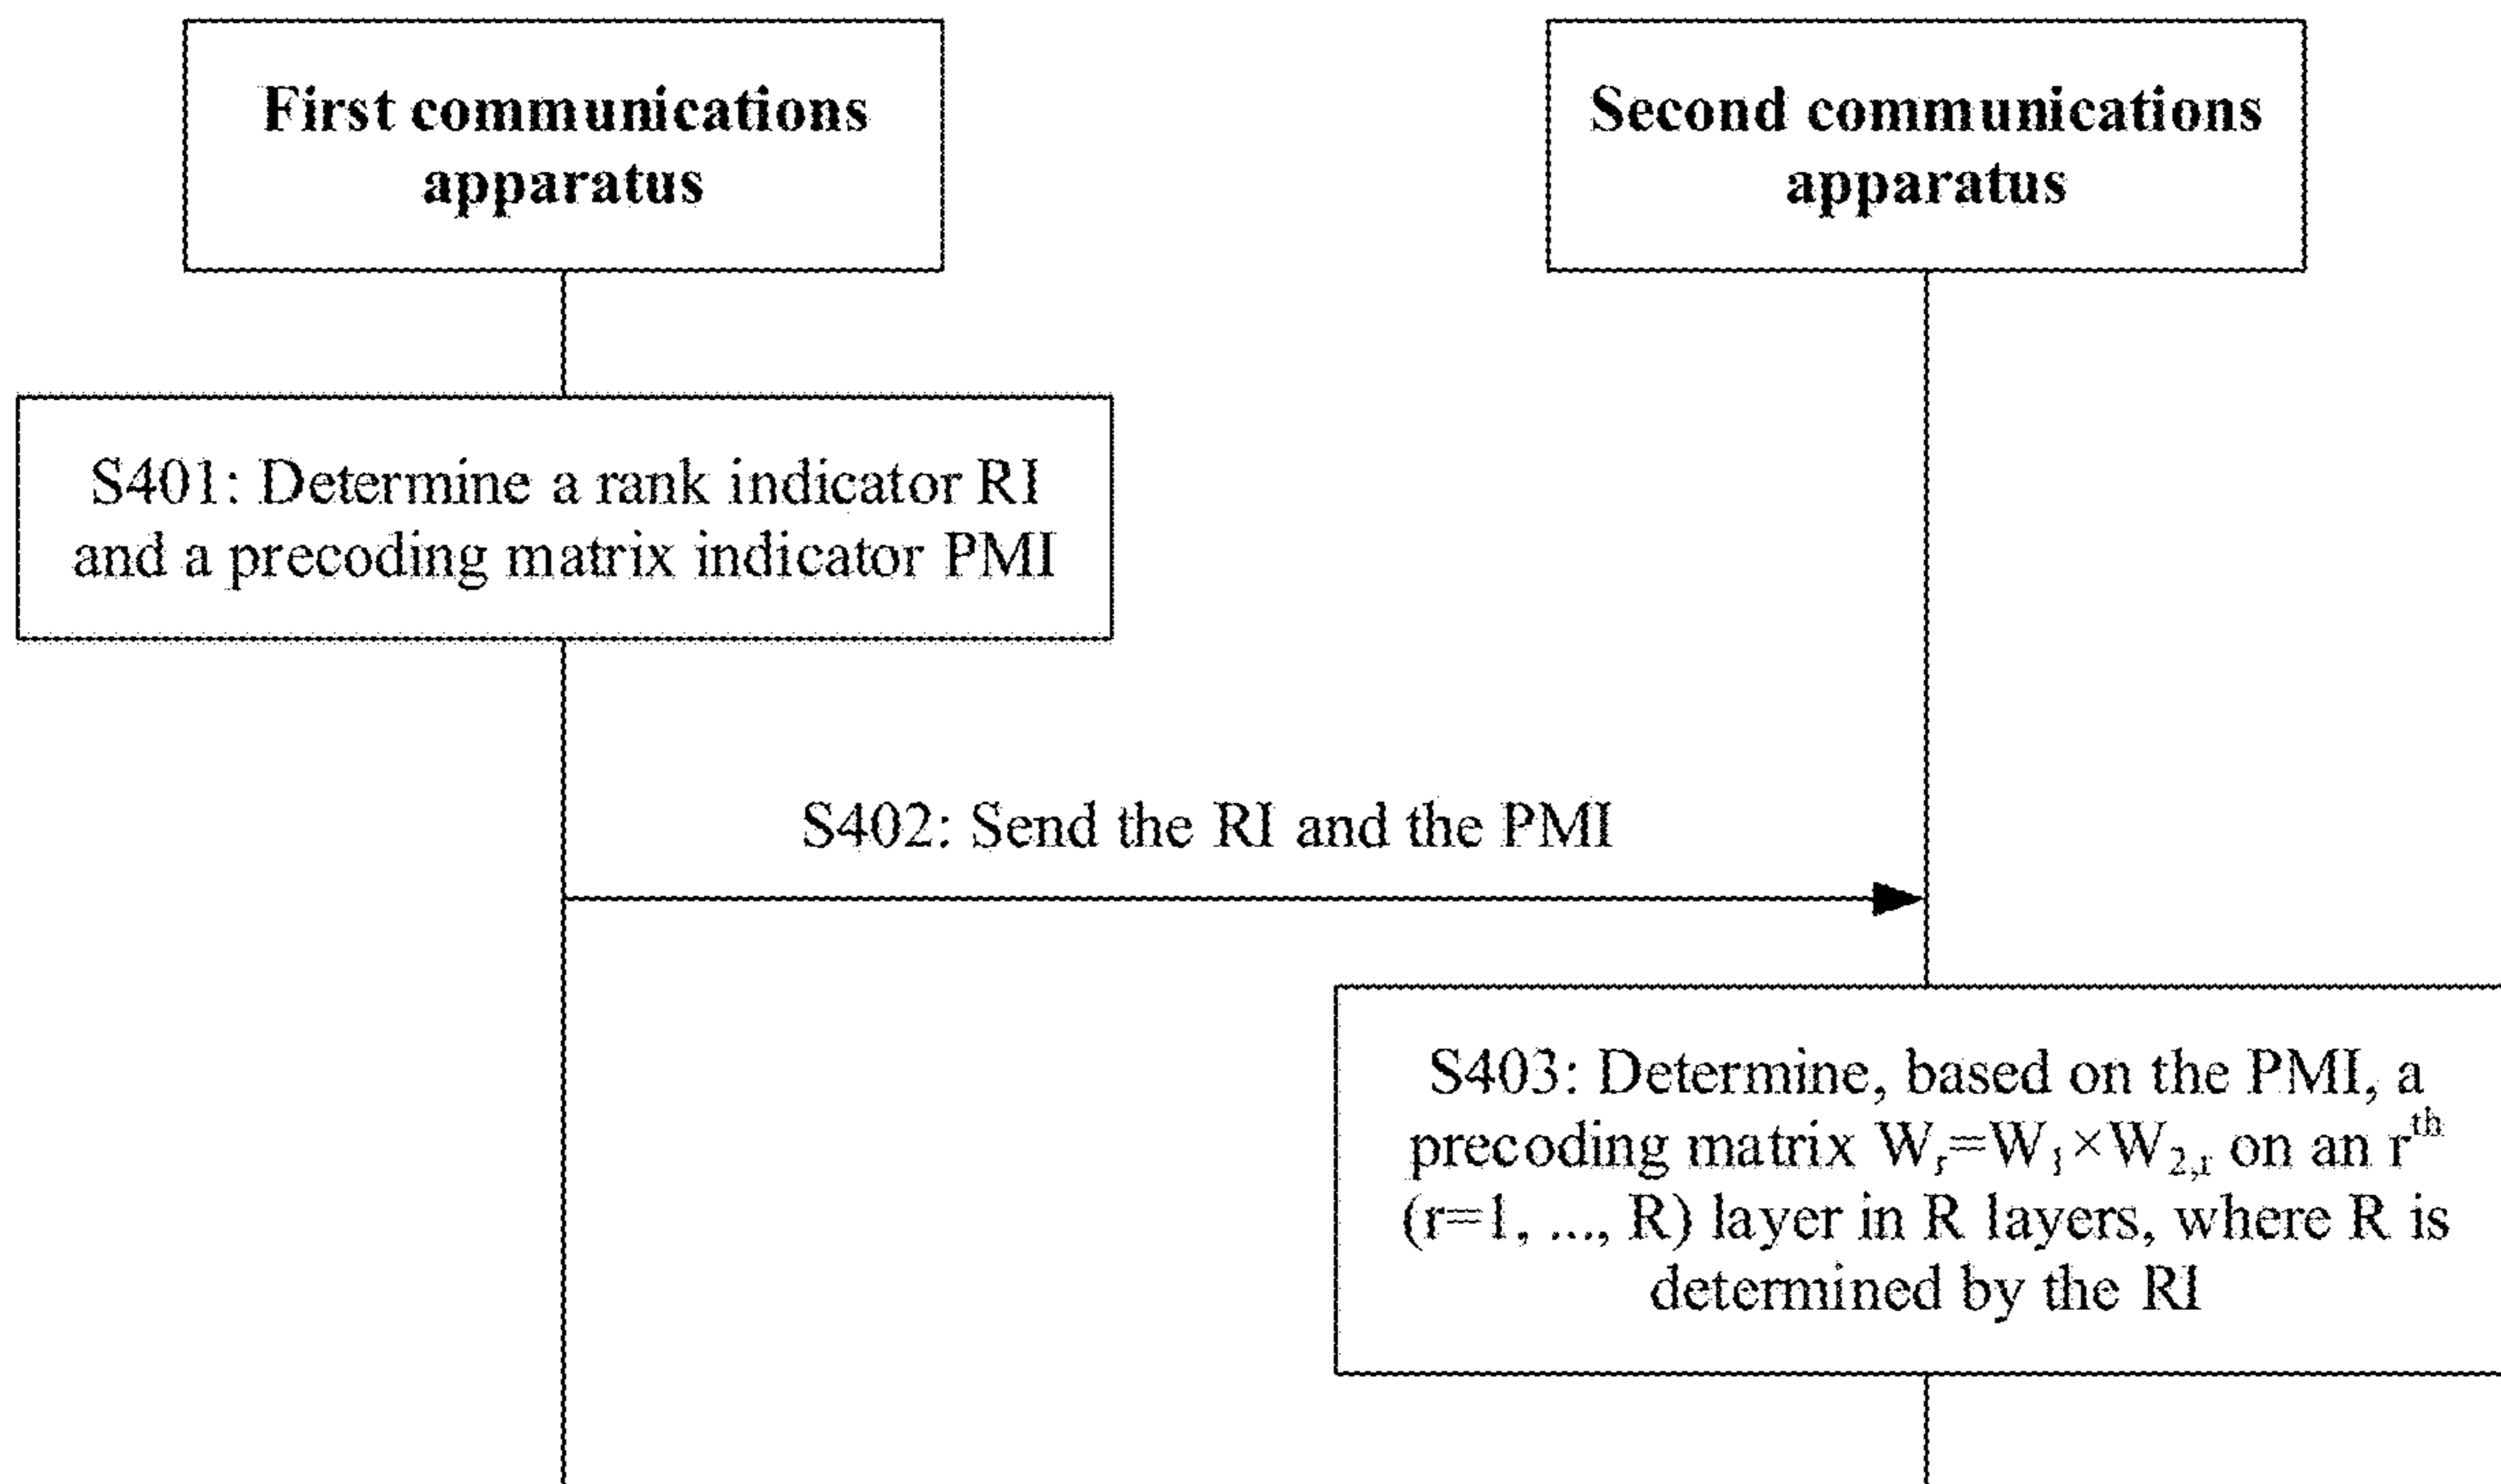 First communications
apparatus
Second communications
apparatus
S401: Determine a rank indicator RI
and a precoding matrix indicator PMI
S402: Send the RI and the PMI
S403: Determine, based on the PMI, a
precoding matrix Wᵣ=W₁×W₂,ᵣ on an rᵗʰ
(r=1, ..., R) layer in R layers, where R is
determined by the RI